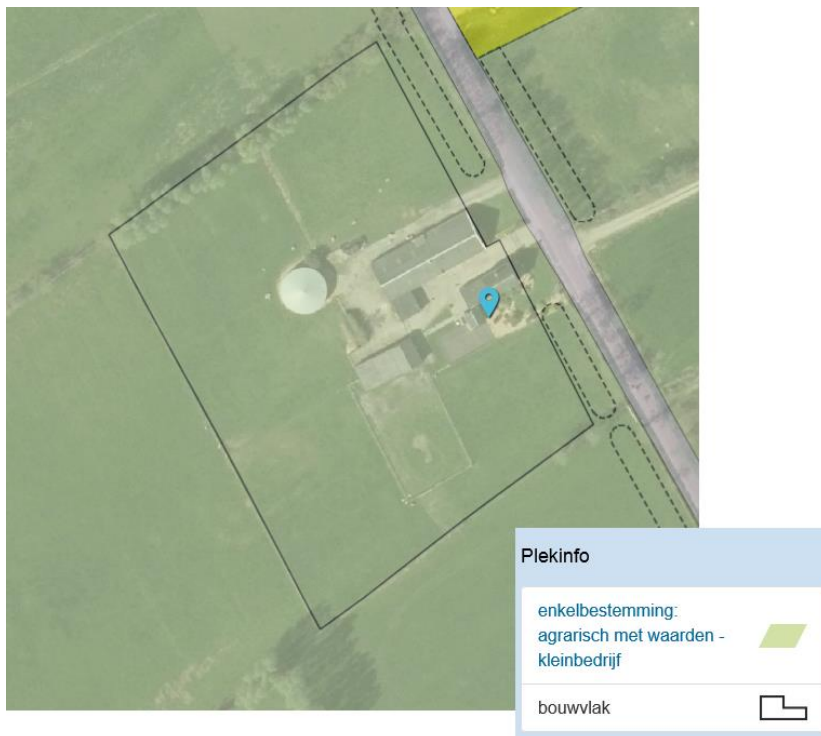 Plekinfo
enkelbestemming:
agrarisch met waarden -
kleinbedrijf
bouwvlak